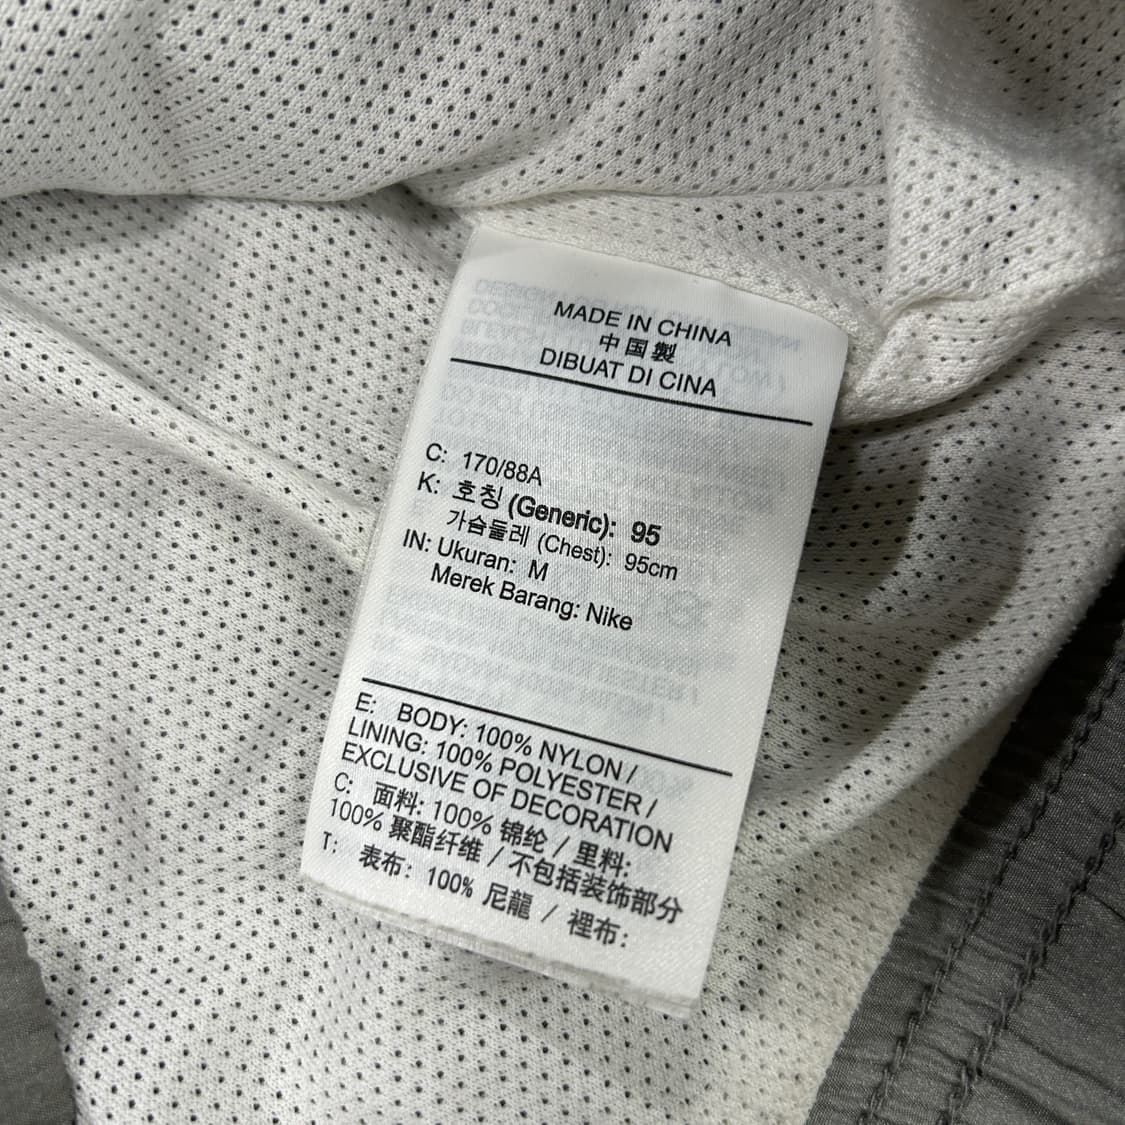 MADE IN CHINA
中国製
DIBUAT DI CINA
C: 170/88A
K: 호칭 (Generic): 95
가슴둘레 (Chest): 95cm
IN: Ukuran: M
Merek Barang: Nike
E: BODY: 100% NYLON /
LINING: 100% POLYESTER /
EXCLUSIVE OF DECORATION
C: 面料: 100% 锦纶 / 里料:
100% 聚酯纤维 / 不包括装饰部分
T: 表布: 100% 尼龍 / 裡布: